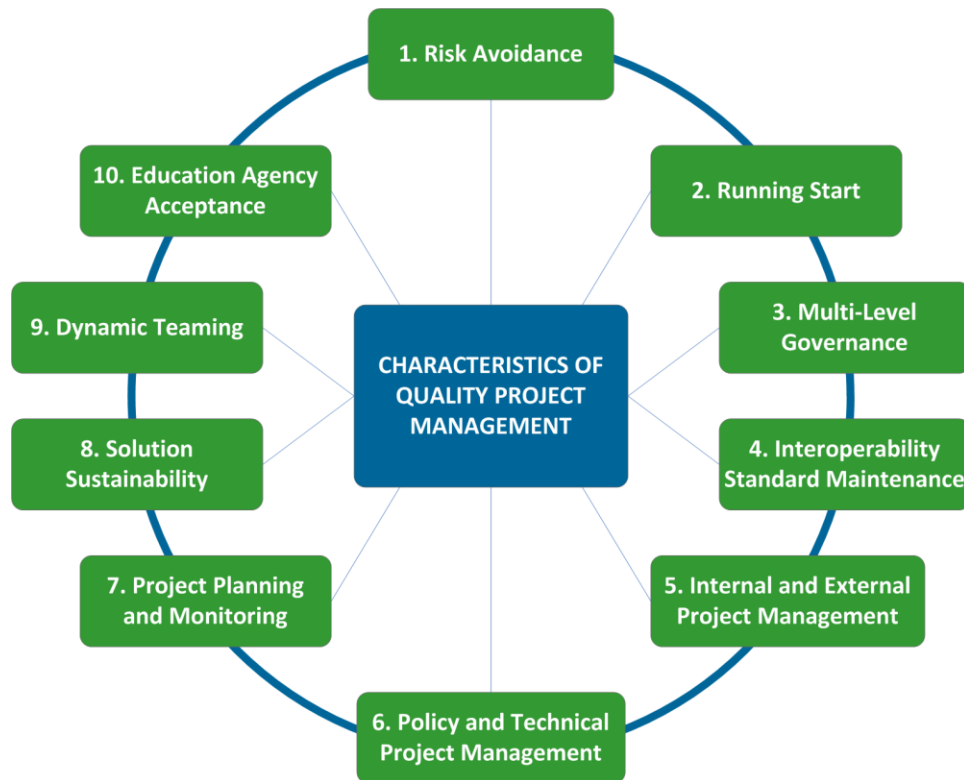 CHARACTERISTICS OF
QUALITY PROJECT
MANAGEMENT
1. Risk Avoidance
2. Running Start
3. Multi-Level
Governance
4. Interoperability
Standard Maintenance
5. Internal and External
Project Management
6. Policy and Technical
Project Management
7. Project Planning
and Monitoring
8. Solution
Sustainability
9. Dynamic Teaming
10. Education Agency
Acceptance